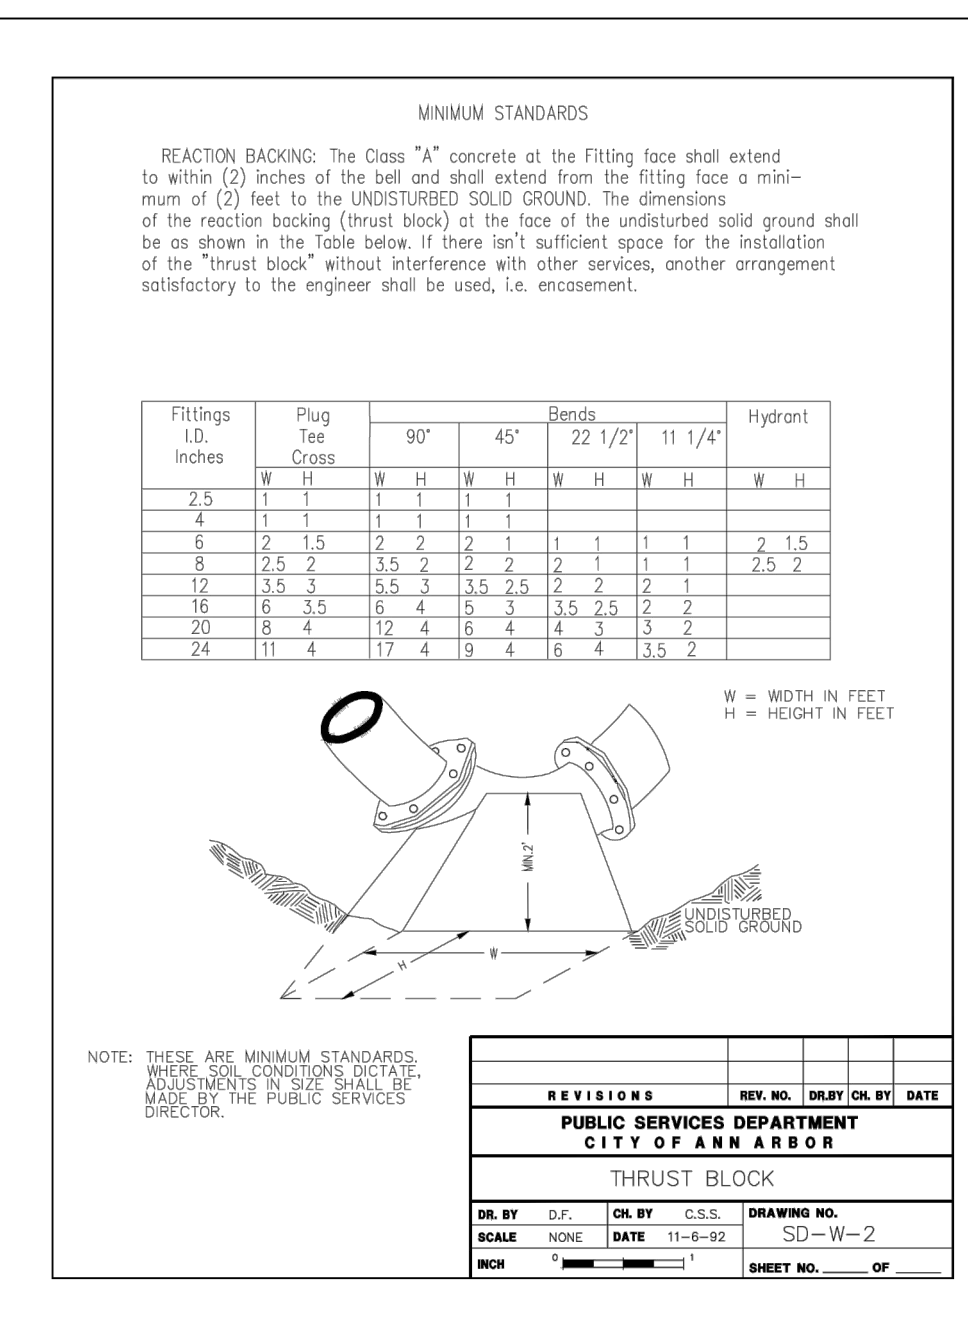 MINIMUM STANDARDS
REACTION BACKING: The Class "A" concrete at the Fitting face shall extend
to within (2) inches of the bell and shall extend from the fitting face a mini-
mum of (2) feet to the UNDISTURBED SOLID GROUND. The dimensions
of the reaction backing (thrust block) at the face of the undisturbed solid ground shall
be as shown in the Table below. If there isn't sufficient space for the installation
of the "thrust block" without interference with other services, another arrangement
satisfactory to the engineer shall be used, i.e. encasement.
Fittings Plug Bends Hydrant
I.D. Tee 90° 45° 22 1/2° 11 1/4°
Inches Cross
W H W H W H W H W H W H
2.5 1 1 1 1 1 1
4 1 1 1 1 1 1
6 2 1.5 2 2 2 1 1 1 1 1 2 1.5
8 2.5 2 3.5 2 2 2 2 1 1 1 2.5 2
12 3.5 3 5.5 3 3.5 2.5 2 2 2 1
16 6 3.5 6 4 5 3 3.5 2.5 2 2
20 8 4 12 4 6 4 4 3 3 2
24 11 4 17 4 9 4 6 4 3.5 2
W = WIDTH IN FEET
H = HEIGHT IN FEET
MIN.2'
UNDISTURBED
SOLID GROUND
W
H
NOTE: THESE ARE MINIMUM STANDARDS.
WHERE SOIL CONDITIONS DICTATE,
ADJUSTMENTS IN SIZE SHALL BE
MADE BY THE PUBLIC SERVICES
DIRECTOR.
REVISIONS REV. NO. DR.BY CH. BY DATE
PUBLIC SERVICES DEPARTMENT
CITY OF ANN ARBOR
THRUST BLOCK
DR. BY D.F. CH. BY C.S.S. DRAWING NO.
SCALE NONE DATE 11-6-92 SD-W-2
INCH 0 1 SHEET NO. ______ OF ______